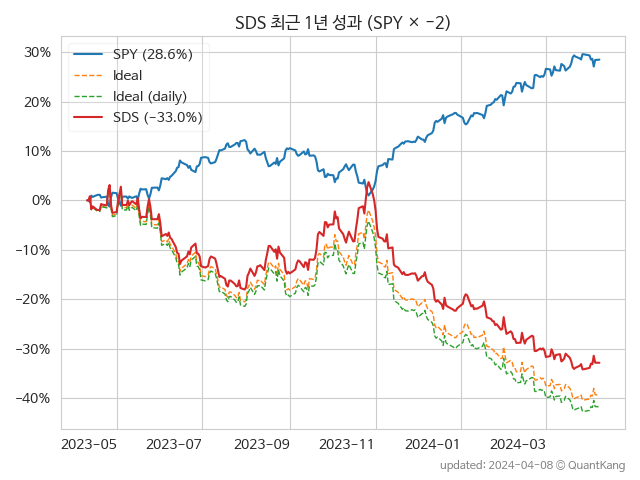 SDS 최근 1년 성과 (SPY × −2)
SPY (28.6%)
Ideal
Ideal (daily)
SDS (−33.0%)
30%
20%
10%
0%
−10%
−20%
−30%
−40%
2023-05 2023-07 2023-09 2023-11 2024-01 2024-03
updated: 2024-04-08 © QuantKang